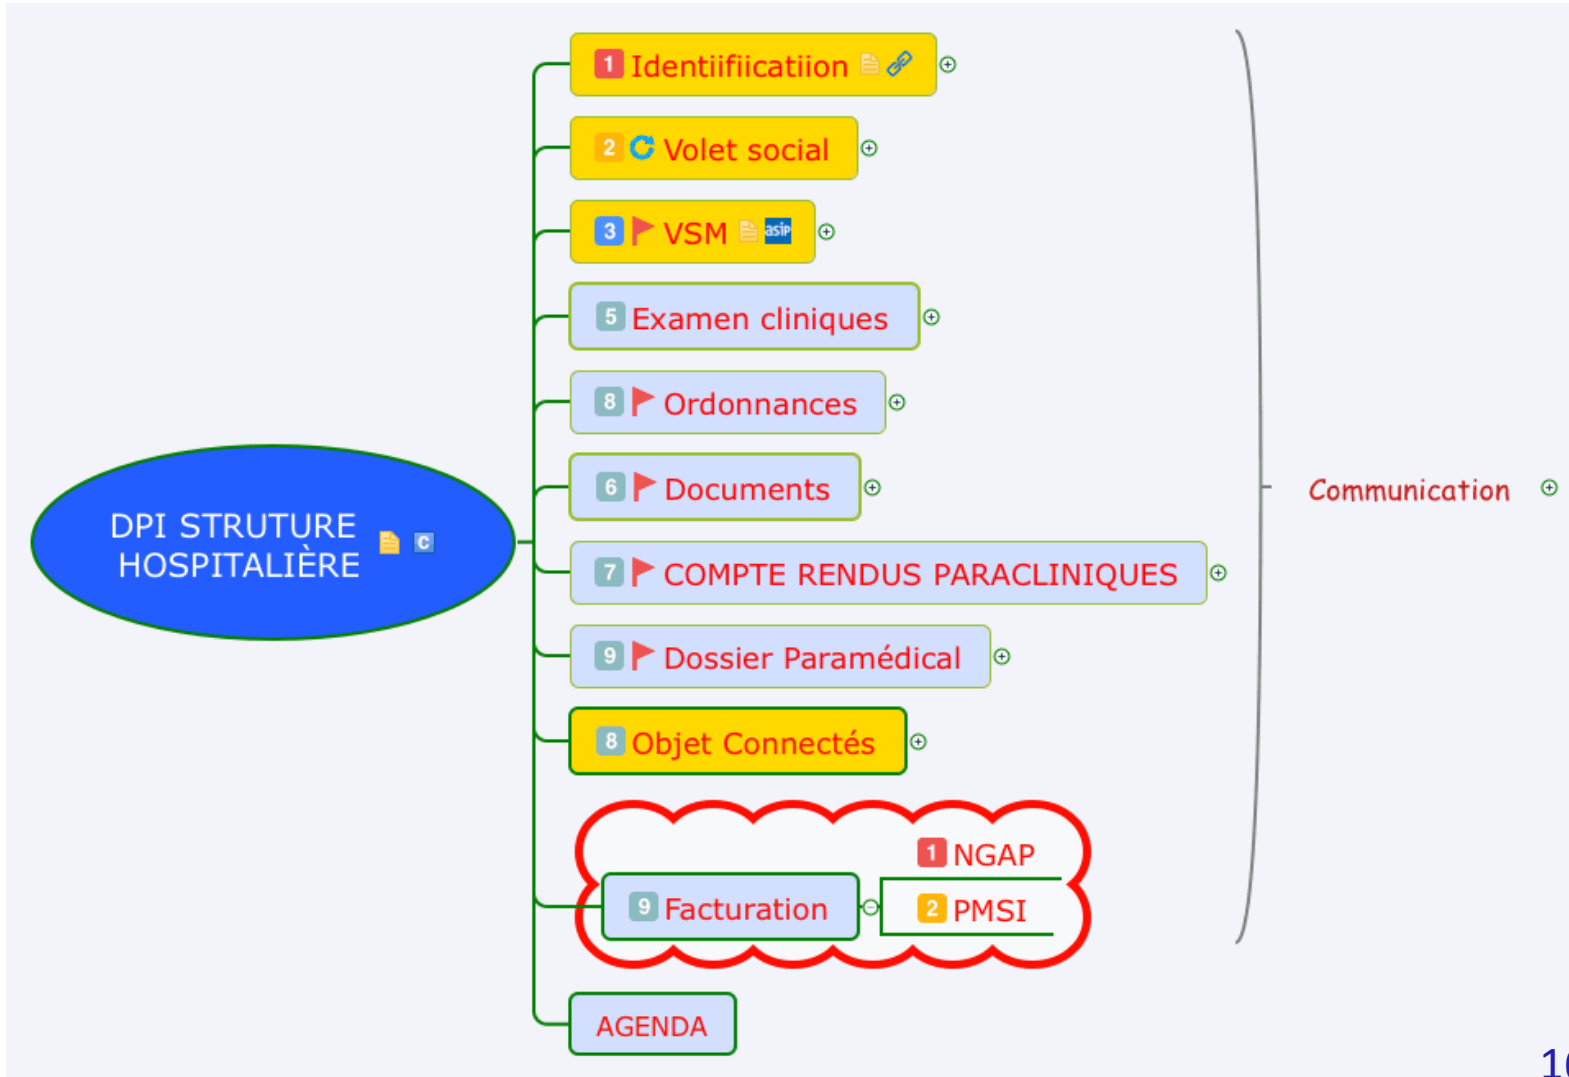 1 Identiifiicatiion
2 Volet social
3 VSM asip
5 Examen cliniques
8 Ordonnances
6 Documents
DPI STRUTURE
HOSPITALIÈRE C
7 COMPTE RENDUS PARACLINIQUES
9 Dossier Paramédical
8 Objet Connectés
9 Facturation
1 NGAP
2 PMSI
AGENDA
Communication